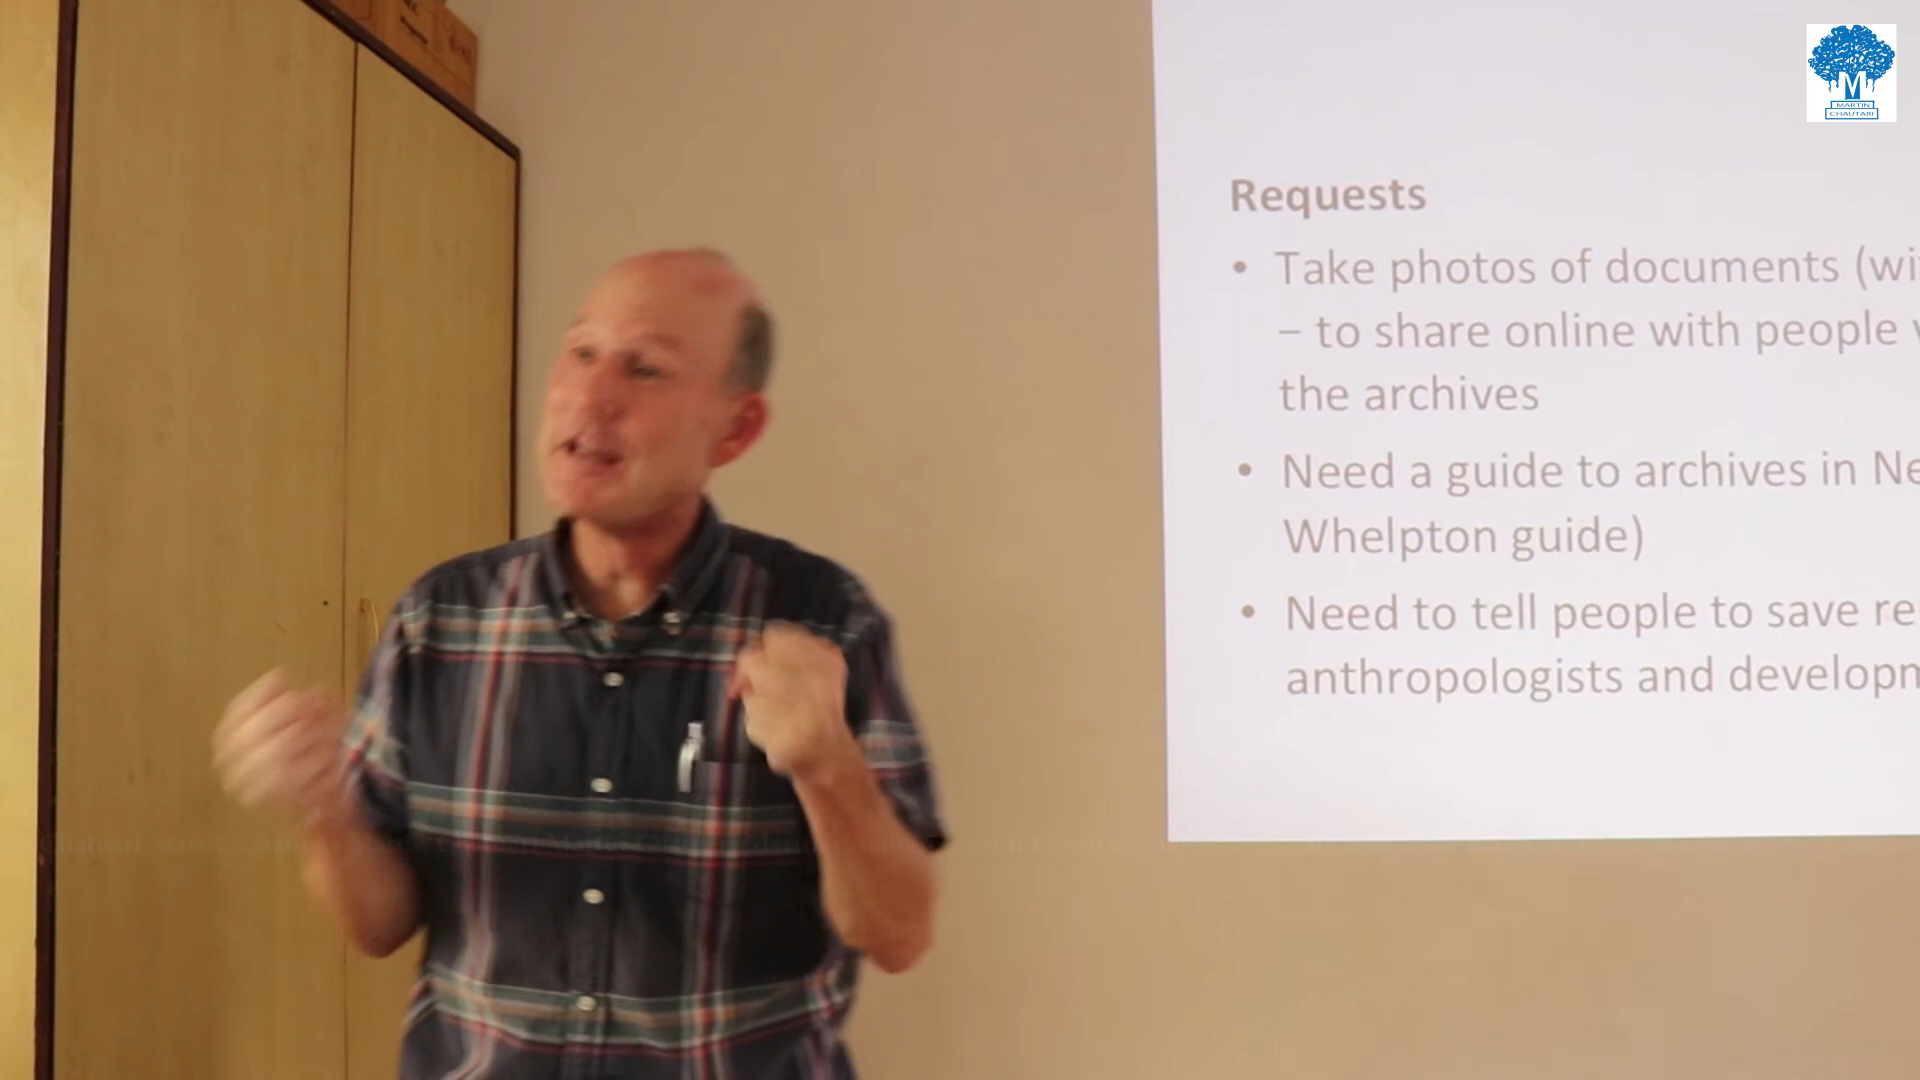 M
MARTIN
CHAUTARI
Requests
• Take photos of documents (wi
– to share online with people
the archives
• Need a guide to archives in Ne
Whelpton guide)
• Need to tell people to save re
anthropologists and developm